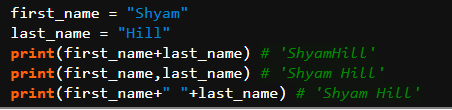 first_name = "Shyam"
last_name = "Hill"
print(first_name+last_name) # 'ShyamHill'
print(first_name,last_name) # 'Shyam Hill'
print(first_name+" "+last_name) # 'Shyam Hill'